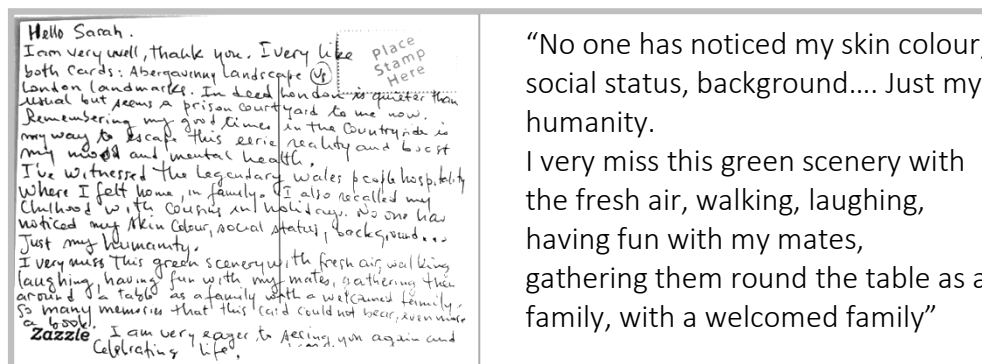 Hello Sarah.
I am very well, thank you. I very like
both cards: Abergavenny Landscape (VS)
London landmarks. Indeed London is quieter than
usual but seems a prison court yard to me now.
Remembering my good times in the Countryside is
my way to escape this eerie reality and boost
my mood and mental health.
I've witnessed the Legendary Wales people hospitality
where I felt home, in family. I also recalled my
Childhood with cousins in holidays. No one has
noticed my skin colour, social status, background...
Just my humanity.
I very miss this green scenery with fresh air, walking
laughing, having fun with my mates, gathering them
around a table as a family with a welcomed family.
So many memories that this card could not bear, even more
a book.
I am very eager to seeing you again and
Celebrating life.
Place
Stamp
Here
Zazzle
“No one has noticed my skin colour,
social status, background.... Just my
humanity.
I very miss this green scenery with
the fresh air, walking, laughing,
having fun with my mates,
gathering them round the table as a
family, with a welcomed family”